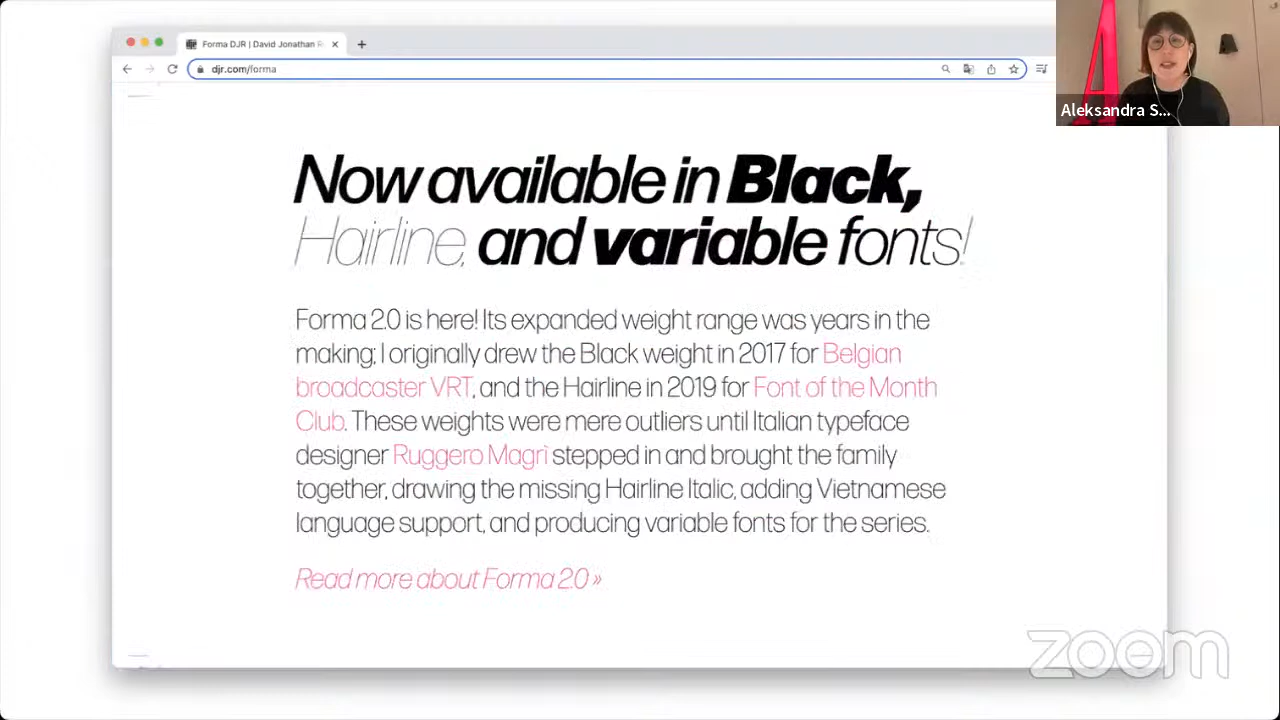 Forma DJR | David Jonathan R
djr.com/forma
Aleksandra S...
Now available in Black,
Hairline, and variable fonts!
Forma 2.0 is here! Its expanded weight range was years in the
making; I originally drew the Black weight in 2017 for Belgian
broadcaster VRT, and the Hairline in 2019 for Font of the Month
Club. These weights were mere outliers until Italian typeface
designer Ruggero Magrì stepped in and brought the family
together, drawing the missing Hairline Italic, adding Vietnamese
language support, and producing variable fonts for the series.
Read more about Forma 2.0 »
zoom